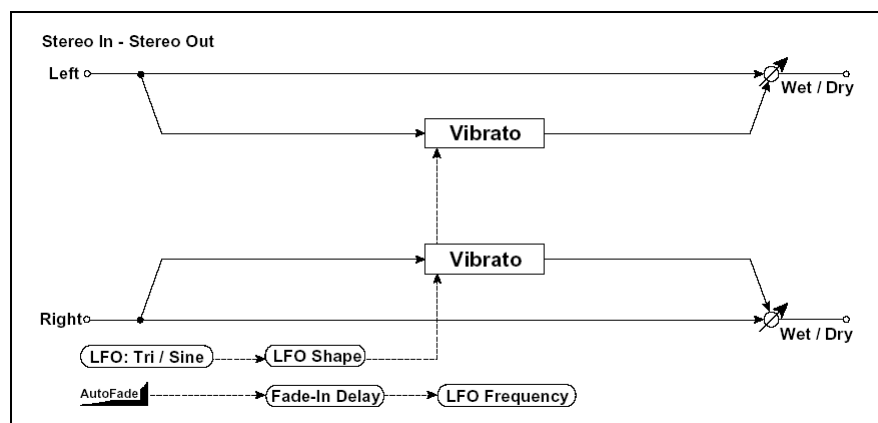 Stereo In - Stereo Out
Left
Wet / Dry
Vibrato
Vibrato
Right
Wet / Dry
LFO: Tri / Sine
LFO Shape
AutoFade
Fade-In Delay
LFO Frequency